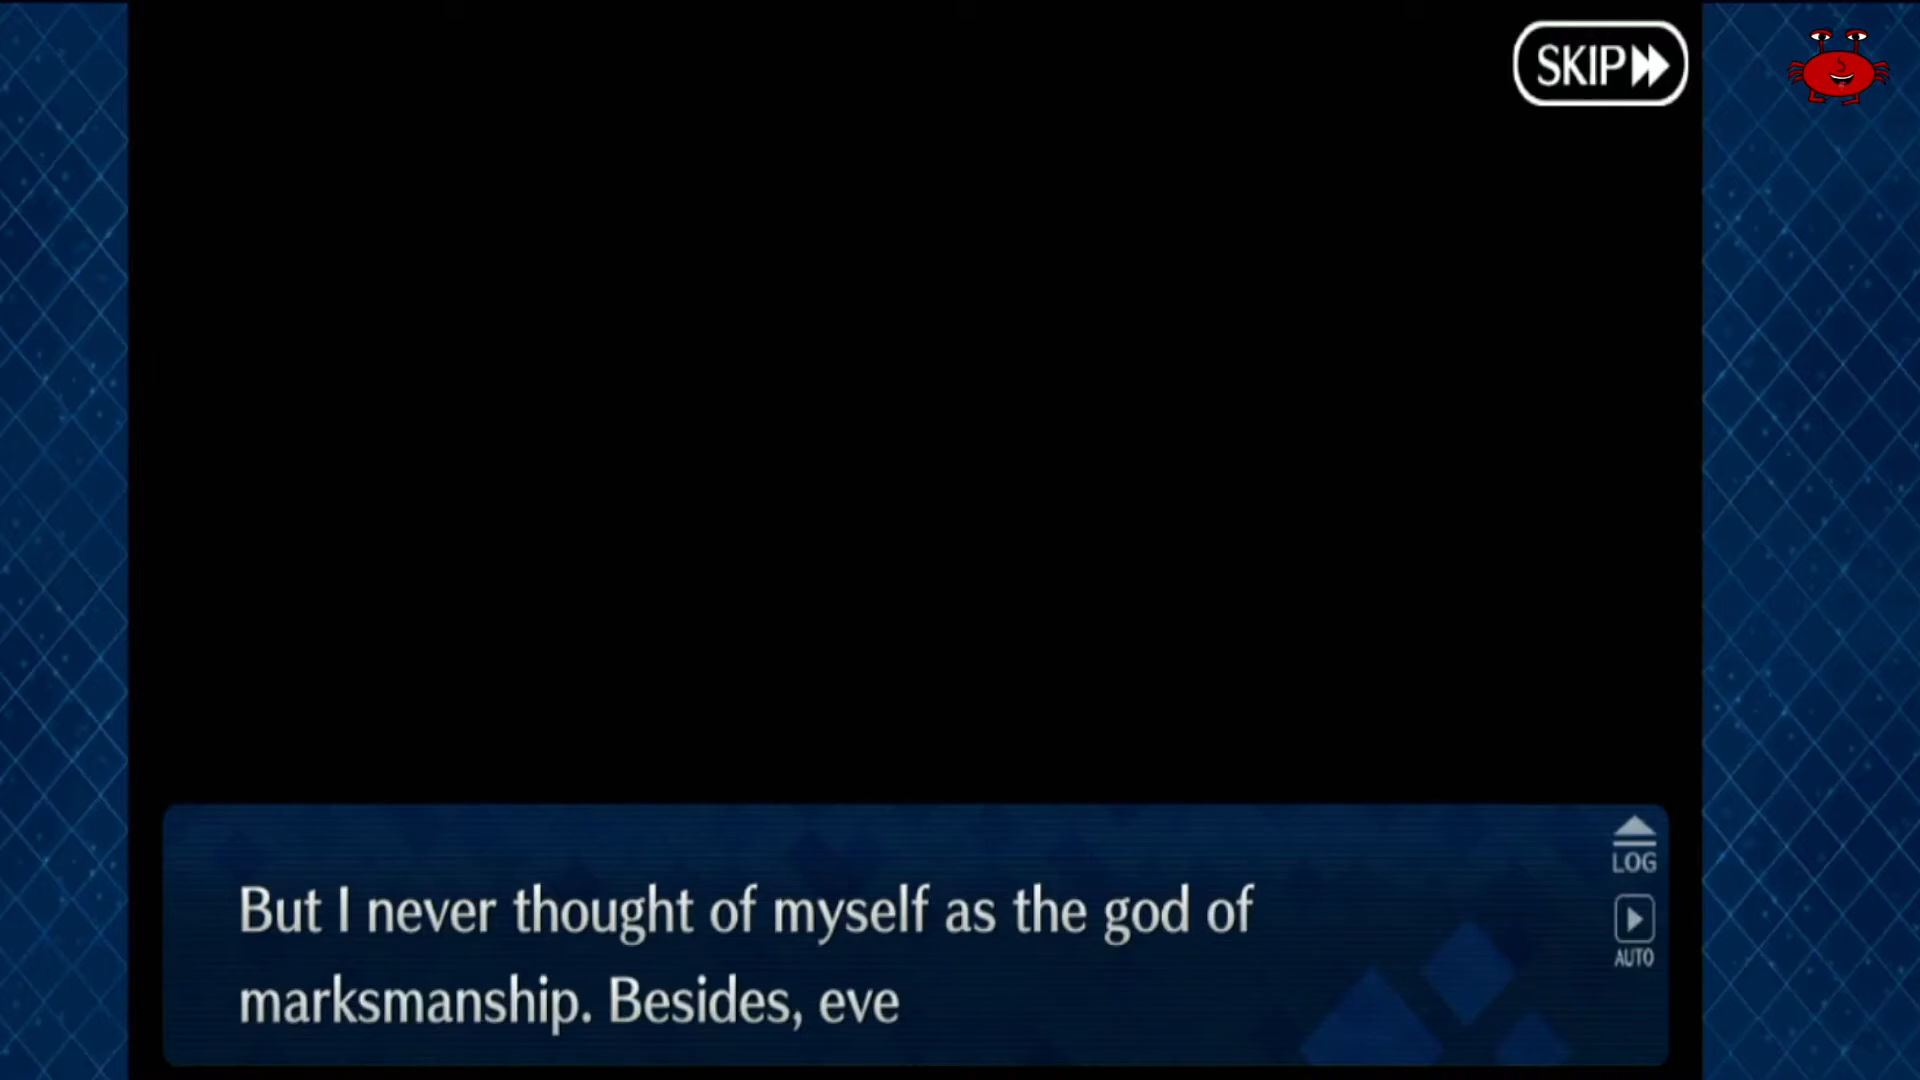 SKIP
LOG
But I never thought of myself as the god of
AUTO
marksmanship. Besides, eve